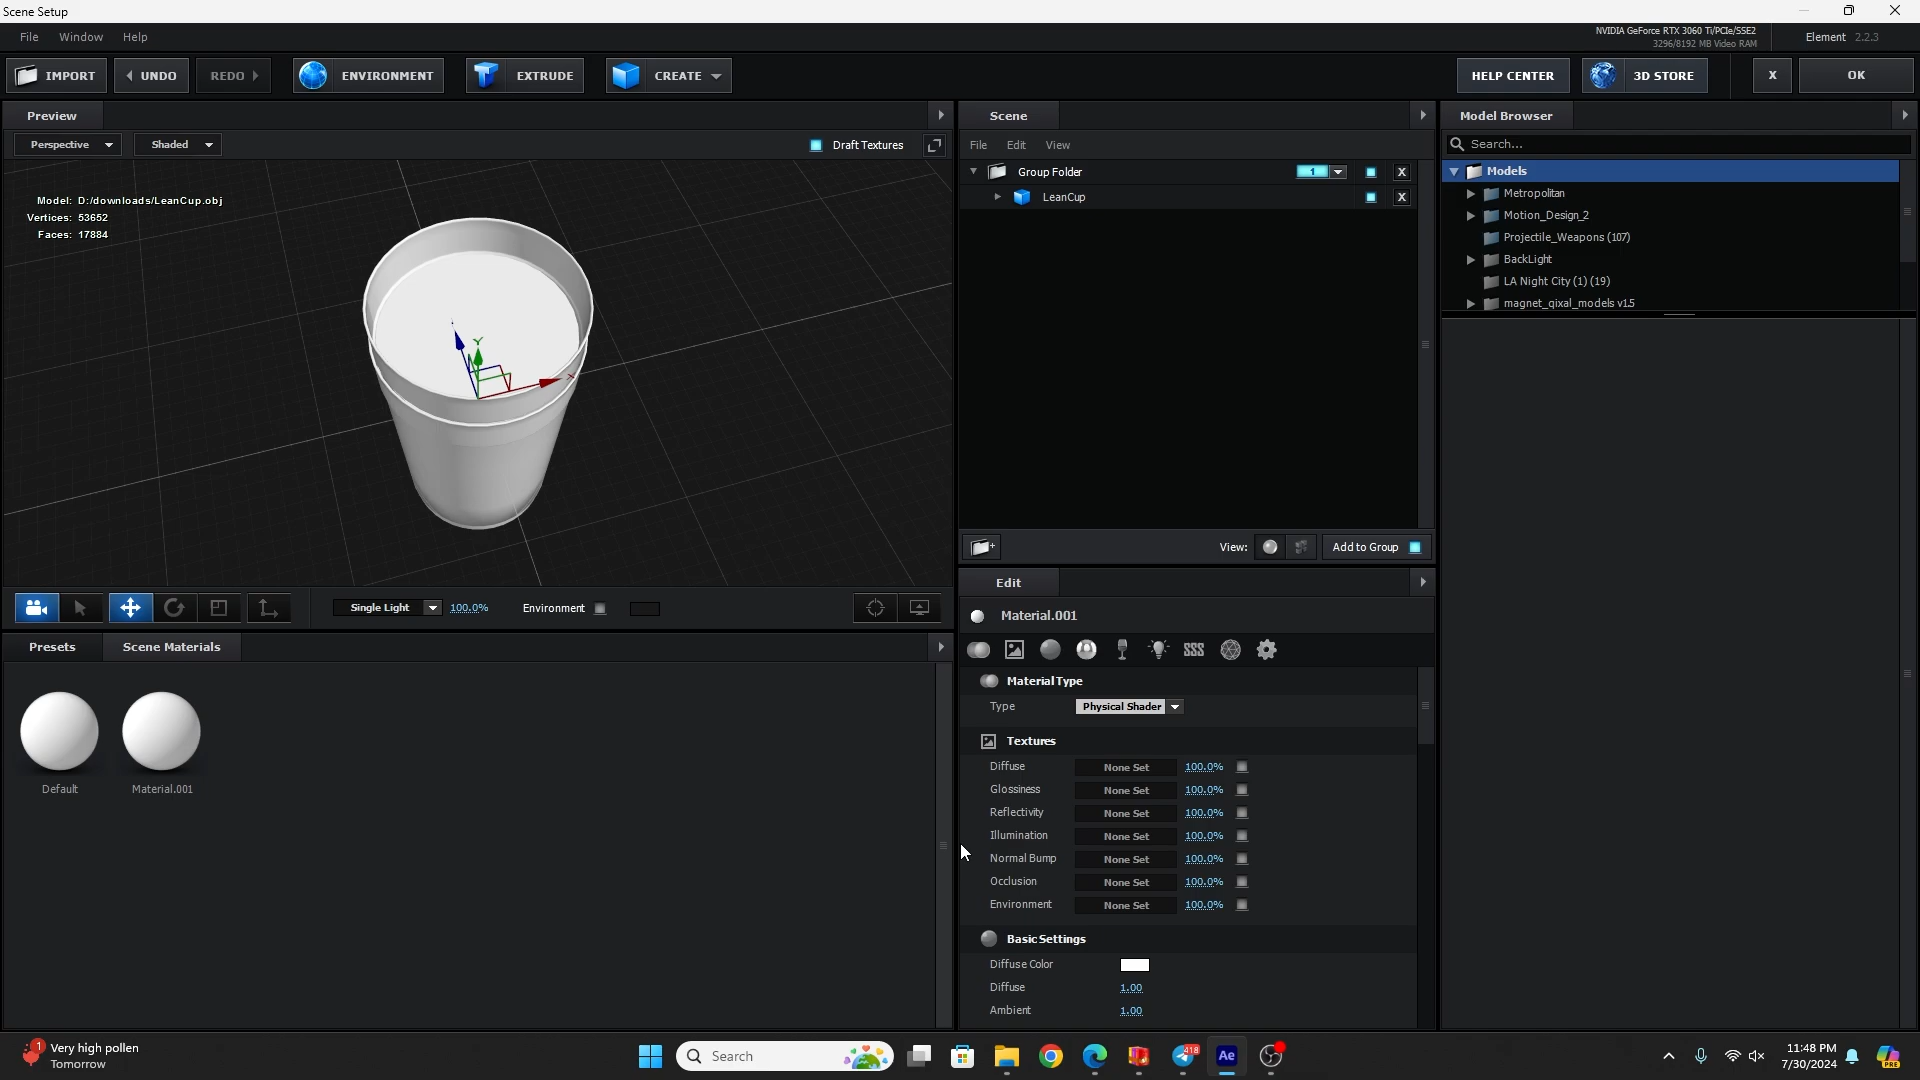 Scene Setup
File Window Help
NVIDIA GeForce RTX 3060 Ti/PCIe/SSE2
3296/8192 MB Video RAM
Element 2.2.3
IMPORT UNDO REDO ENVIRONMENT EXTRUDE CREATE HELP CENTER 3D STORE X OK
Preview
Perspective Shaded Draft Textures
Model: D:/downloads/LeanCup.obj
Vertices: 53652
Faces: 17884
Y
X
Single Light 100.0% Environment
Presets Scene Materials
Default Material.001
Scene
File Edit View
Group Folder 1 X
LeanCup X
View: Add to Group
Edit
Material.001
Material Type
Type Physical Shader
Textures
Diffuse None Set 100.0%
Glossiness None Set 100.0%
Reflectivity None Set 100.0%
Illumination None Set 100.0%
Normal Bump None Set 100.0%
Occlusion None Set 100.0%
Environment None Set 100.0%
Basic Settings
Diffuse Color
Diffuse 1.00
Ambient 1.00
Model Browser
Search...
Models
Metropolitan
Motion_Design_2
Projectile_Weapons (107)
BackLight
LA Night City (1) (19)
magnet_qixal_models v1.5
1
Very high pollen
Tomorrow
Search
418
Ae
11:48 PM
7/30/2024
PRE